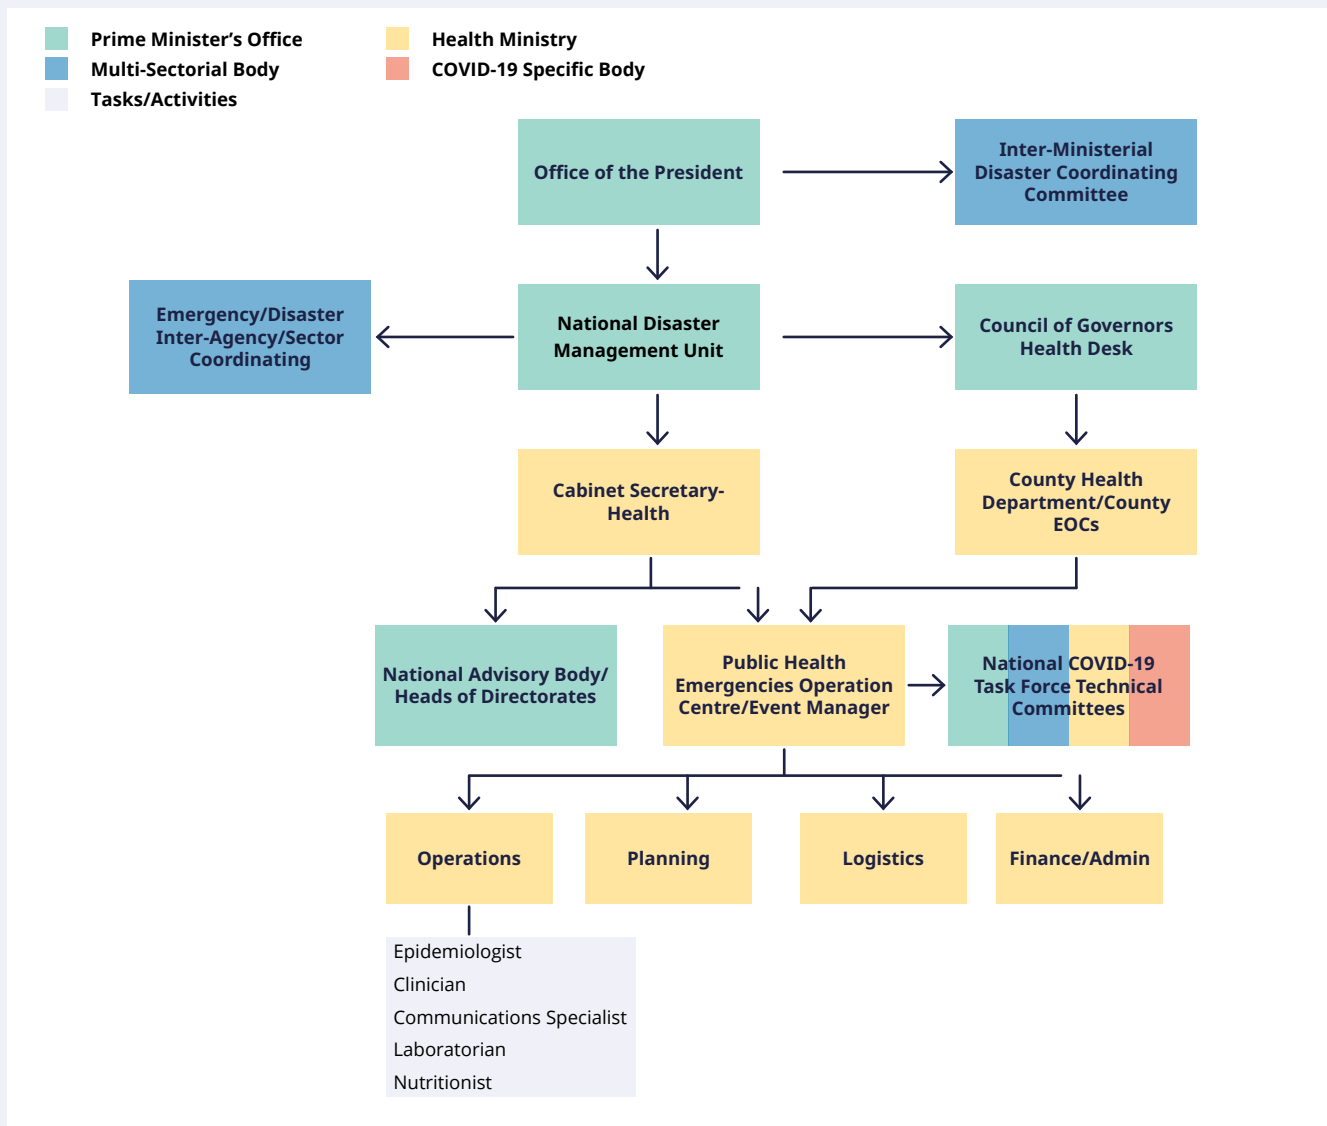 Prime Minister’s Office
Multi-Sectorial Body
Tasks/Activities
Health Ministry
COVID-19 Specific Body
Office of the President
Inter-Ministerial
Disaster Coordinating
Committee
Emergency/Disaster
Inter-Agency/Sector
Coordinating
National Disaster
Management Unit
Council of Governors
Health Desk
Cabinet Secretary-
Health
County Health
Department/County
EOCs
National Advisory Body/
Heads of Directorates
Public Health
Emergencies Operation
Centre/Event Manager
National COVID-19
Task Force Technical
Committees
Operations
Planning
Logistics
Finance/Admin
Epidemiologist
Clinician
Communications Specialist
Laboratorian
Nutritionist